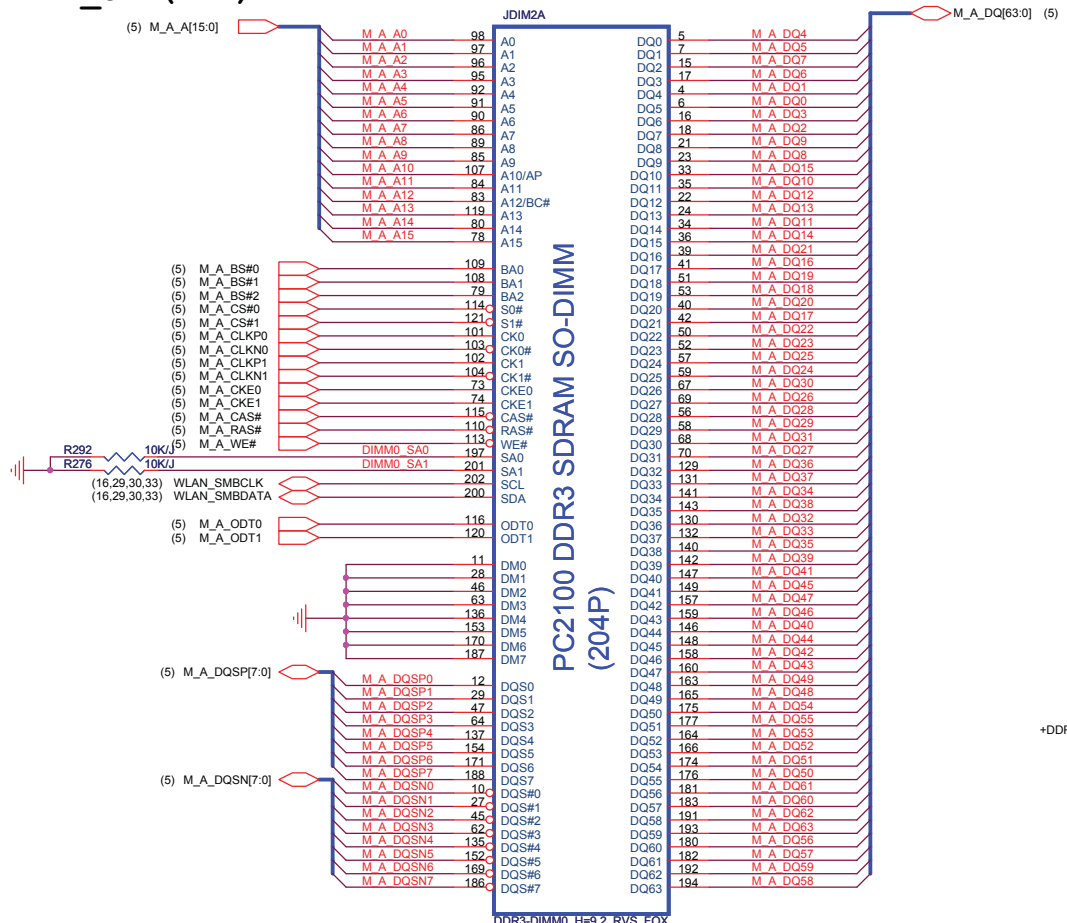 JDIM2A
(5) M_A_A[15:0]
M_A_A0 98 A0
M_A_A1 97 A1
M_A_A2 96 A2
M_A_A3 95 A3
M_A_A4 92 A4
M_A_A5 91 A5
M_A_A6 90 A6
M_A_A7 86 A7
M_A_A8 89 A8
M_A_A9 85 A9
M_A_A10 107 A10/AP
M_A_A11 84 A11
M_A_A12 83 A12/BC#
M_A_A13 119 A13
M_A_A14 80 A14
M_A_A15 78 A15
(5) M_A_BS#0 109 BA0
(5) M_A_BS#1 108 BA1
(5) M_A_BS#2 79 BA2
(5) M_A_CS#0 114 S0#
(5) M_A_CS#1 121 S1#
(5) M_A_CLKP0 101 CK0
(5) M_A_CLKN0 103 CK0#
(5) M_A_CLKP1 102 CK1
(5) M_A_CLKN1 104 CK1#
(5) M_A_CKE0 73 CKE0
(5) M_A_CKE1 74 CKE1
(5) M_A_CAS# 115 CAS#
(5) M_A_RAS# 110 RAS#
(5) M_A_WE# 113 WE#
R292 10K/J DIMM0_SA0 197 SA0
R276 10K/J DIMM0_SA1 201 SA1
(16,29,30,33) WLAN_SMBCLK 202 SCL
(16,29,30,33) WLAN_SMBDATA 200 SDA
(5) M_A_ODT0 116 ODT0
(5) M_A_ODT1 120 ODT1
11 DM0
28 DM1
46 DM2
63 DM3
136 DM4
153 DM5
170 DM6
187 DM7
(5) M_A_DQSP[7:0]
M_A_DQSP0 12 DQS0
M_A_DQSP1 29 DQS1
M_A_DQSP2 47 DQS2
M_A_DQSP3 64 DQS3
M_A_DQSP4 137 DQS4
M_A_DQSP5 154 DQS5
M_A_DQSP6 171 DQS6
M_A_DQSP7 188 DQS7
(5) M_A_DQSN[7:0]
M_A_DQSN0 10 DQS#0
M_A_DQSN1 27 DQS#1
M_A_DQSN2 45 DQS#2
M_A_DQSN3 62 DQS#3
M_A_DQSN4 135 DQS#4
M_A_DQSN5 152 DQS#5
M_A_DQSN6 169 DQS#6
M_A_DQSN7 186 DQS#7
PC2100 DDR3 SDRAM SO-DIMM
(204P)
M_A_DQ[63:0] (5)
DQ0 5 M_A_DQ4
DQ1 7 M_A_DQ5
DQ2 15 M_A_DQ7
DQ3 17 M_A_DQ6
DQ4 4 M_A_DQ1
DQ5 6 M_A_DQ0
DQ6 16 M_A_DQ3
DQ7 18 M_A_DQ2
DQ8 21 M_A_DQ9
DQ9 23 M_A_DQ8
DQ10 33 M_A_DQ15
DQ11 35 M_A_DQ10
DQ12 22 M_A_DQ12
DQ13 24 M_A_DQ13
DQ14 34 M_A_DQ11
DQ15 36 M_A_DQ14
DQ16 39 M_A_DQ21
DQ17 41 M_A_DQ16
DQ18 51 M_A_DQ19
DQ19 53 M_A_DQ18
DQ20 40 M_A_DQ20
DQ21 42 M_A_DQ17
DQ22 50 M_A_DQ22
DQ23 52 M_A_DQ23
DQ24 57 M_A_DQ25
DQ25 59 M_A_DQ24
DQ26 67 M_A_DQ30
DQ27 69 M_A_DQ26
DQ28 56 M_A_DQ28
DQ29 58 M_A_DQ29
DQ30 68 M_A_DQ31
DQ31 70 M_A_DQ27
DQ32 129 M_A_DQ36
DQ33 131 M_A_DQ37
DQ34 141 M_A_DQ34
DQ35 143 M_A_DQ38
DQ36 130 M_A_DQ32
DQ37 132 M_A_DQ33
DQ38 140 M_A_DQ35
DQ39 142 M_A_DQ39
DQ40 147 M_A_DQ41
DQ41 149 M_A_DQ45
DQ42 157 M_A_DQ47
DQ43 159 M_A_DQ46
DQ44 146 M_A_DQ40
DQ45 148 M_A_DQ44
DQ46 158 M_A_DQ42
DQ47 160 M_A_DQ43
DQ48 163 M_A_DQ49
DQ49 165 M_A_DQ48
DQ50 175 M_A_DQ54
DQ51 177 M_A_DQ55
DQ52 164 M_A_DQ53
DQ53 166 M_A_DQ52
DQ54 174 M_A_DQ51
DQ55 176 M_A_DQ50
DQ56 181 M_A_DQ61
DQ57 183 M_A_DQ60
DQ58 191 M_A_DQ62
DQ59 193 M_A_DQ63
DQ60 180 M_A_DQ56
DQ61 182 M_A_DQ57
DQ62 192 M_A_DQ59
DQ63 194 M_A_DQ58
+DDR
DDR3-DIMM0_H=9.2_RVS_FOX